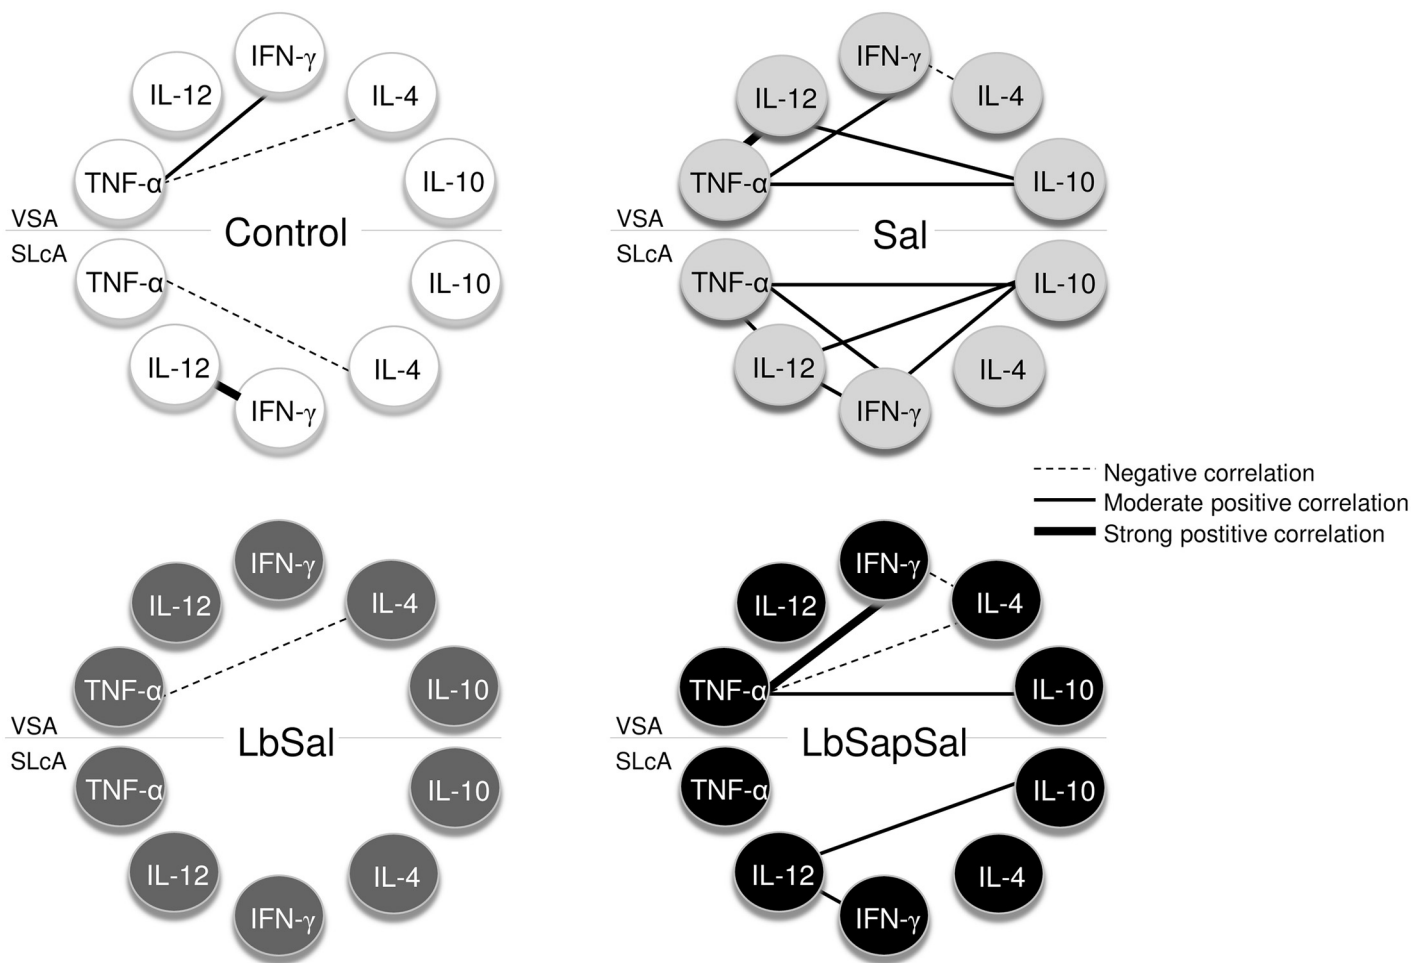 IFN-γ
IL-12
IL-4
TNF-α
IL-10
VSA
Control
SLcA
TNF-α
IL-10
IL-12
IL-4
IFN-γ
IFN-γ
IL-12
IL-4
TNF-α
IL-10
VSA
Sal
SLcA
TNF-α
IL-10
IL-12
IL-4
IFN-γ
Negative correlation
Moderate positive correlation
Strong postitive correlation
IFN-γ
IL-12
IL-4
TNF-α
IL-10
VSA
LbSal
SLcA
TNF-α
IL-10
IL-12
IL-4
IFN-γ
IFN-γ
IL-12
IL-4
TNF-α
IL-10
VSA
LbSapSal
SLcA
TNF-α
IL-10
IL-12
IL-4
IFN-γ